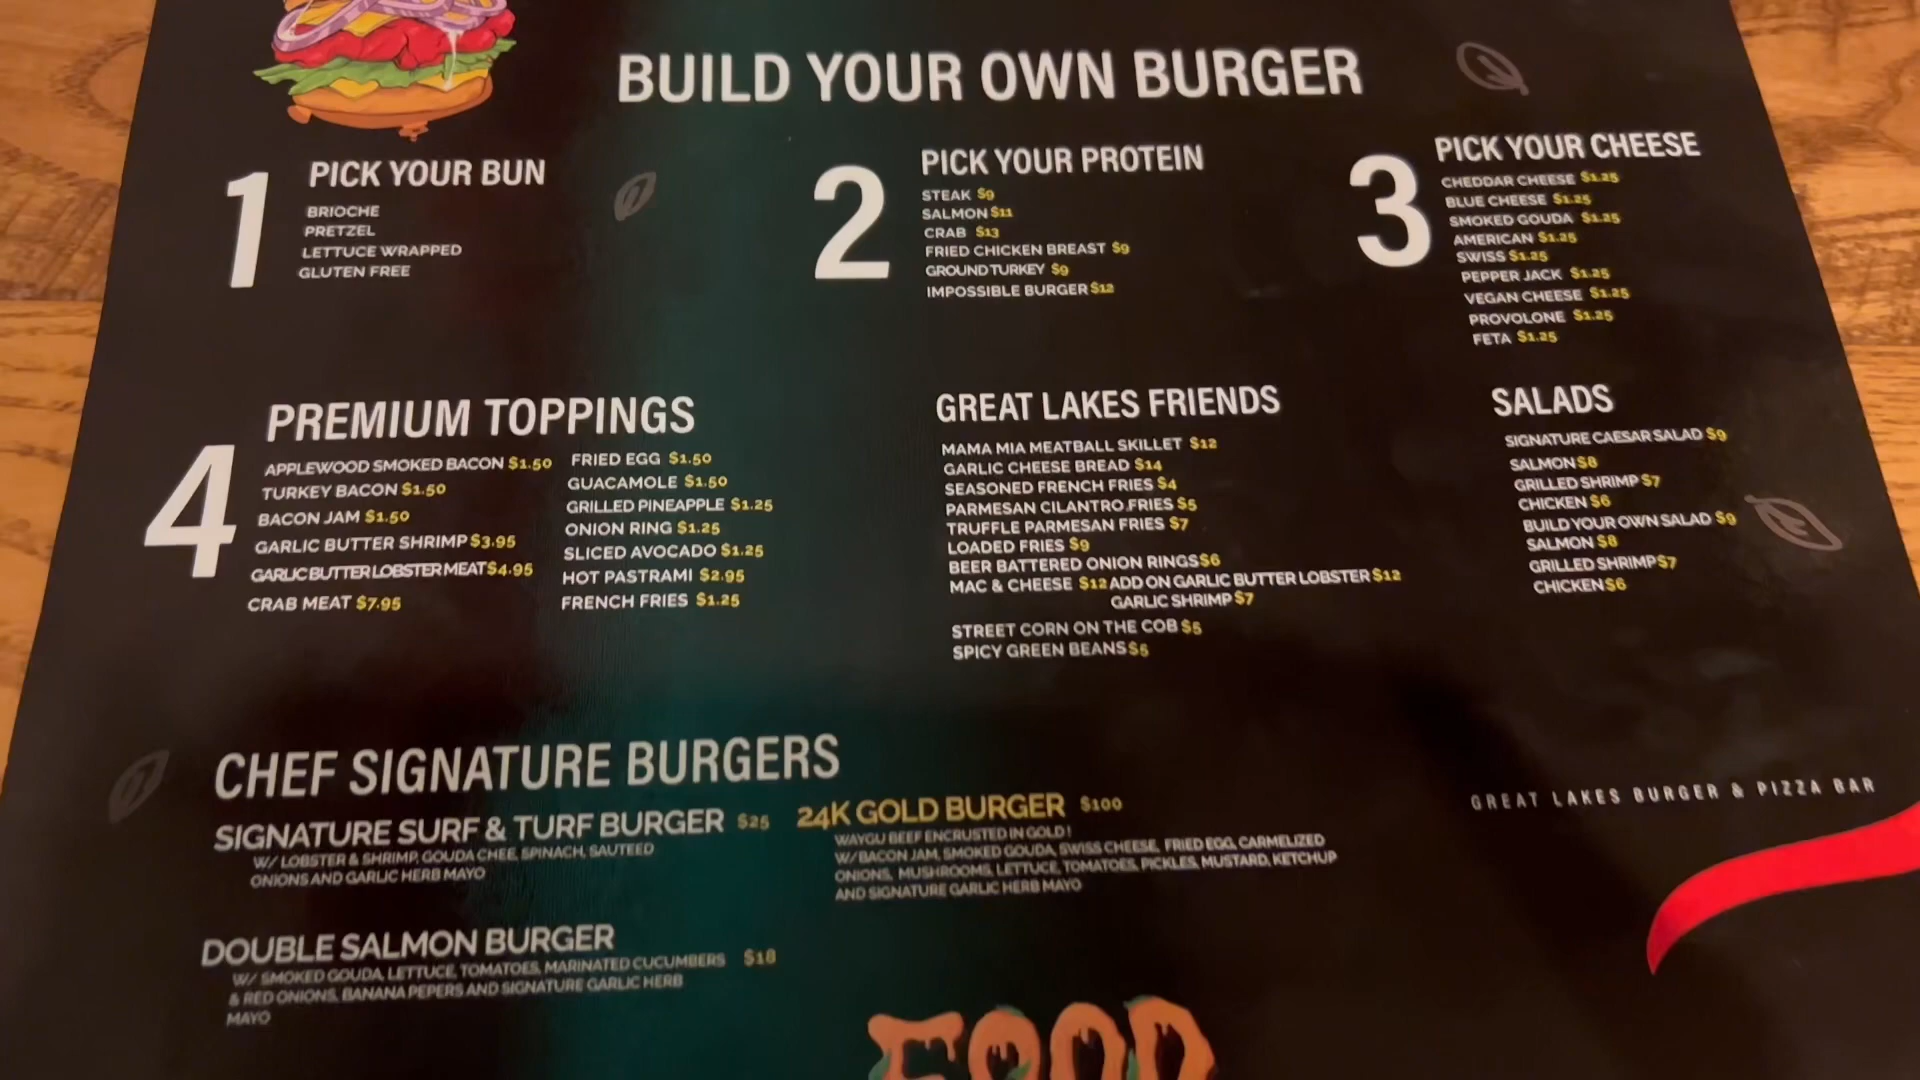 BUILD YOUR OWN BURGER
1
PICK YOUR BUN
BRIOCHE
PRETZEL
LETTUCE WRAPPED
GLUTEN FREE
2
PICK YOUR PROTEIN
STEAK $9
SALMON $11
CRAB $13
FRIED CHICKEN BREAST $9
GROUND TURKEY $9
IMPOSSIBLE BURGER $12
3
PICK YOUR CHEESE
CHEDDAR CHEESE $1.25
BLUE CHEESE $1.25
SMOKED GOUDA $1.25
AMERICAN $1.25
SWISS $1.25
PEPPER JACK $1.25
VEGAN CHEESE $1.25
PROVOLONE $1.25
FETA $1.25
4
PREMIUM TOPPINGS
APPLEWOOD SMOKED BACON $1.50
TURKEY BACON $1.50
BACON JAM $1.50
GARLIC BUTTER SHRIMP $3.95
GARLIC BUTTER LOBSTER MEAT $4.95
CRAB MEAT $7.95
FRIED EGG $1.50
GUACAMOLE $1.50
GRILLED PINEAPPLE $1.25
ONION RING $1.25
SLICED AVOCADO $1.25
HOT PASTRAMI $2.95
FRENCH FRIES $1.25
GREAT LAKES FRIENDS
MAMA MIA MEATBALL SKILLET $12
GARLIC CHEESE BREAD $14
SEASONED FRENCH FRIES $4
PARMESAN CILANTRO FRIES $5
TRUFFLE PARMESAN FRIES $7
LOADED FRIES $9
BEER BATTERED ONION RINGS $6
MAC & CHEESE $12 ADD ON GARLIC BUTTER LOBSTER $12
GARLIC SHRIMP $7
STREET CORN ON THE COB $5
SPICY GREEN BEANS $5
SALADS
SIGNATURE CAESAR SALAD $9
SALMON $8
GRILLED SHRIMP $7
CHICKEN $6
BUILD YOUR OWN SALAD $9
SALMON $8
GRILLED SHRIMP $7
CHICKEN $6
CHEF SIGNATURE BURGERS
SIGNATURE SURF & TURF BURGER $25
W/ LOBSTER & SHRIMP, GOUDA CHEE, SPINACH, SAUTEED
ONIONS AND GARLIC HERB MAYO
24K GOLD BURGER $100
WAYGU BEEF ENCRUSTED IN GOLD!
W/ BACON JAM, SMOKED GOUDA, SWISS CHEESE, FRIED EGG, CARMELIZED
ONIONS, MUSHROOMS, LETTUCE, TOMATOES, PICKLES, MUSTARD, KETCHUP
AND SIGNATURE GARLIC HERB MAYO
DOUBLE SALMON BURGER
W/ SMOKED GOUDA, LETTUCE, TOMATOES, MARINATED CUCUMBERS $18
& RED ONIONS, BANANA PEPERS AND SIGNATURE GARLIC HERB
MAYO
GREAT LAKES BURGER & PIZZA BAR
FOOD